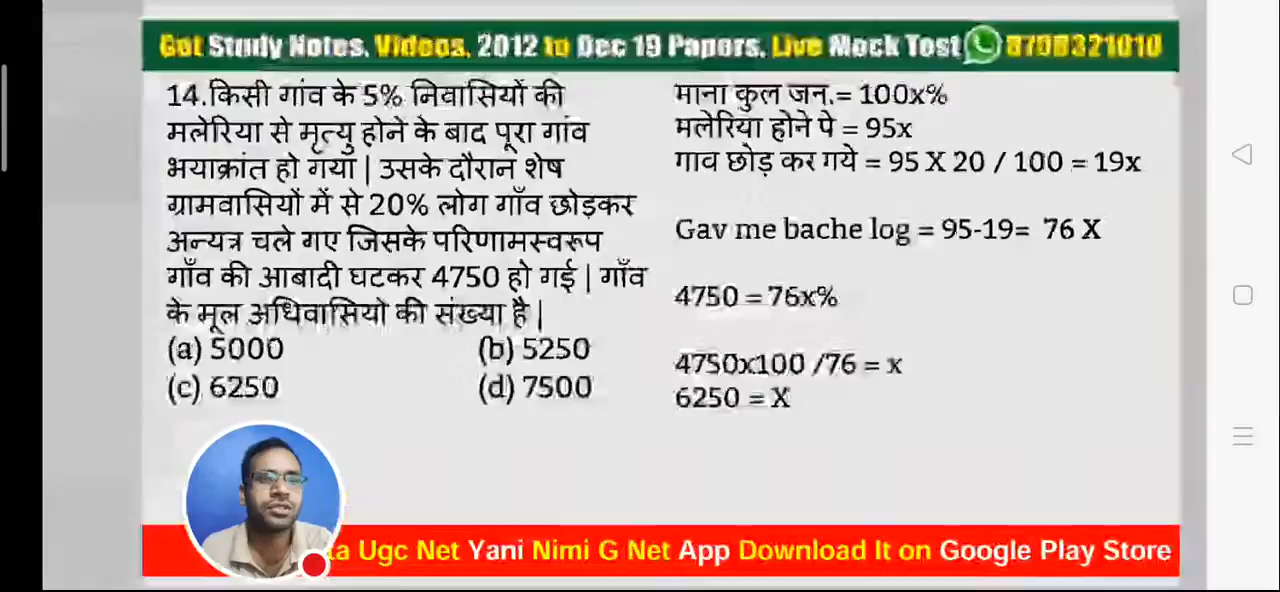 Get Study Notes, Videos, 2012 to Dec 19 Papers, Live Mock Test 8708321010
14.किसी गांव के 5% निवासियों की
मलेरिया से मृत्यु होने के बाद पूरा गांव
भयाक्रांत हो गया | उसके दौरान शेष
ग्रामवासियों में से 20% लोग गाँव छोड़कर
अन्यत्र चले गए जिसके परिणामस्वरूप
गाँव की आबादी घटकर 4750 हो गई | गाँव
के मूल अधिवासियो की संख्या है |
(a) 5000 (b) 5250
(c) 6250 (d) 7500
माना कुल जन.= 100x%
मलेरिया होने पे = 95x
गाव छोड़ कर गये = 95 X 20 / 100 = 19x
Gav me bache log = 95-19= 76 X
4750 = 76x%
4750x100 /76 = x
6250 = X
ta Ugc Net Yani Nimi G Net App Download It on Google Play Store